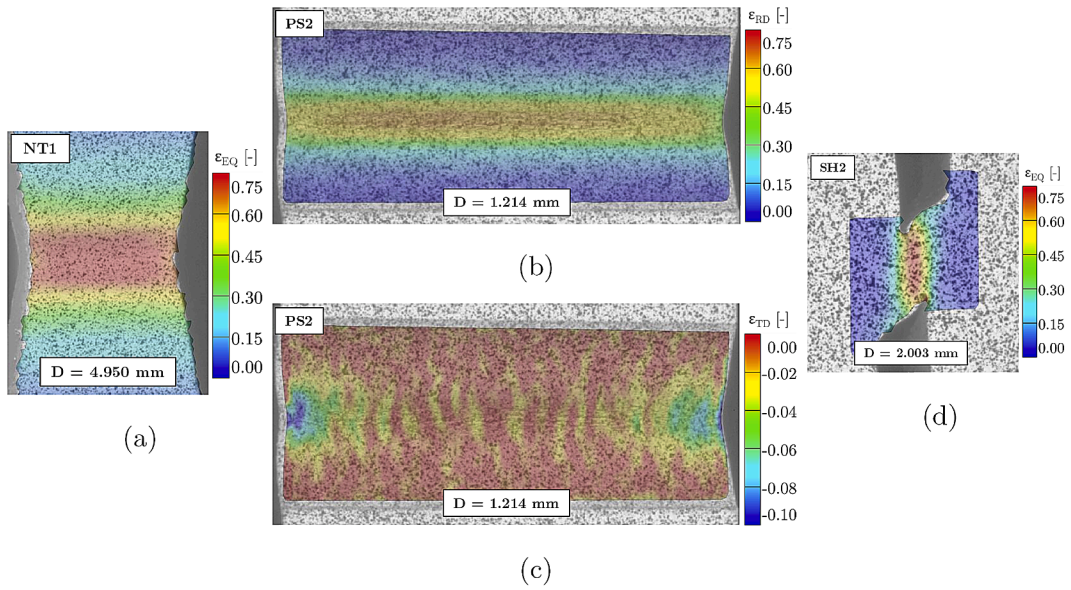 NT1
ε_EQ [-]
0.75
0.60
0.45
0.30
0.15
0.00
D = 4.950 mm
(a)
PS2
ε_RD [-]
0.75
0.60
0.45
0.30
0.15
0.00
D = 1.214 mm
(b)
PS2
ε_TD [-]
0.00
-0.02
-0.04
-0.06
-0.08
-0.10
D = 1.214 mm
(c)
SH2
ε_EQ [-]
0.75
0.60
0.45
0.30
0.15
0.00
D = 2.003 mm
(d)